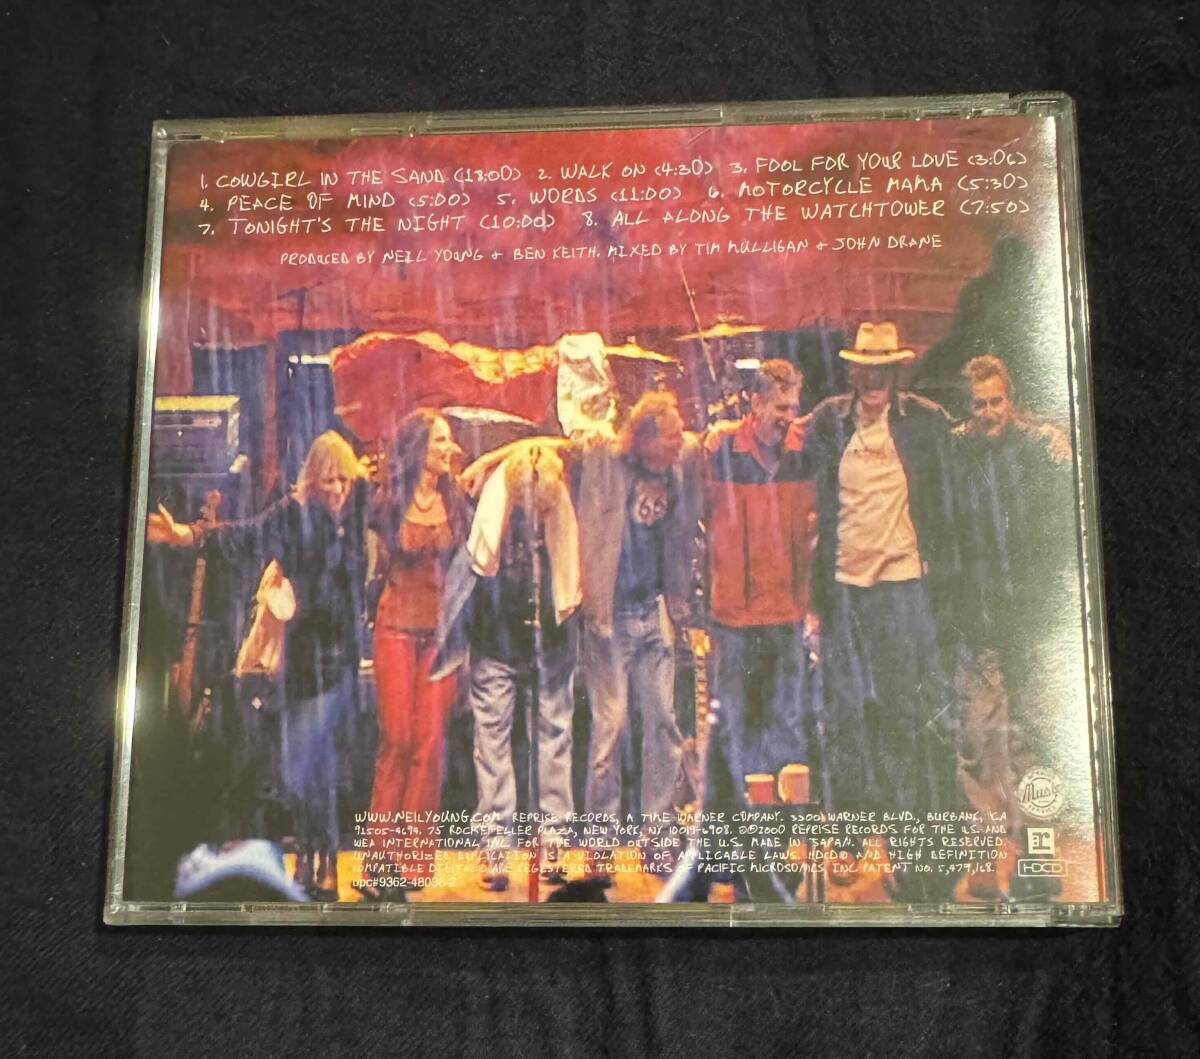 1. COWGIRL IN THE SAND (18:00) 2. WALK ON (4:30) 3. FOOL FOR YOUR LOVE (3:06)
4. PEACE OF MIND (5:00) 5. WORDS (11:00) 6. MOTORCYCLE MAMA (5:30)
7. TONIGHT'S THE NIGHT (10:00) 8. ALL ALONG THE WATCHTOWER (7:50)
PRODUCED BY NEIL YOUNG & BEN KEITH. MIXED BY TIM MULLIGAN & JOHN DRANE
66
WWW.NEILYOUNG.COM REPRISE RECORDS, A TIME WARNER COMPANY. 3300 WARNER BLVD., BURBANK, CA
91505-4694. 75 ROCKEFELLER PLAZA, NEW YORK, NY 10019-6908. ©℗2000 REPRISE RECORDS FOR THE U.S. AND
WEA INTERNATIONAL INC. FOR THE WORLD OUTSIDE THE U.S. MADE IN JAPAN. ALL RIGHTS RESERVED.
UNAUTHORIZED DUPLICATION IS A VIOLATION OF APPLICABLE LAWS. HDCD® AND HIGH DEFINITION
COMPATIBLE DIGITAL® ARE REGISTERED TRADEMARKS OF PACIFIC MICROSONICS, INC. PATENT NO. 5,479,168.
upc#9362-48036-2
Music
HDCD